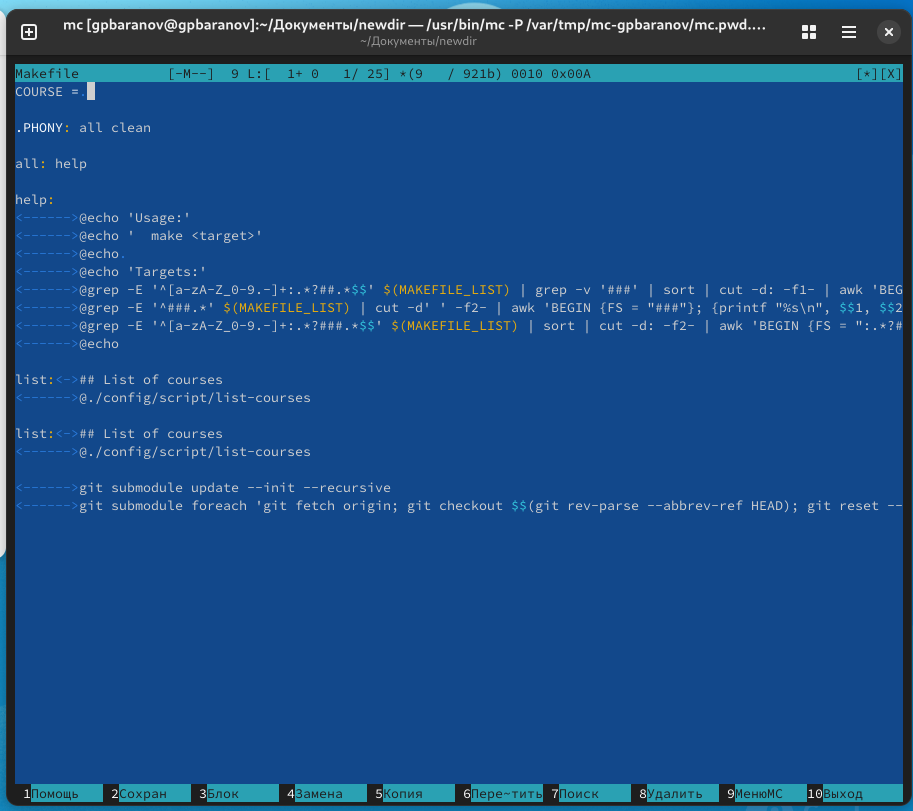 mc [gpbaranov@gpbaranov]:~/Документы/newdir — /usr/bin/mc -P /var/tmp/mc-gpbaranov/mc.pwd....
~/Документы/newdir
Makefile [-M--] 9 L:[ 1+ 0 1/ 25] *(9 / 921b) 0010 0x00A [*][X]
COURSE =.
.PHONY: all clean
all: help
help:
<------>@echo 'Usage:'
<------>@echo '  make <target>'
<------>@echo.
<------>@echo 'Targets:'
<------>@grep -E '^[a-zA-Z_0-9.-]+:.*?##.*$$' $(MAKEFILE_LIST) | grep -v '###' | sort | cut -d: -f1- | awk 'BEG
<------>@grep -E '^###.*' $(MAKEFILE_LIST) | cut -d' ' -f2- | awk 'BEGIN {FS = "###"}; {printf "%s\n", $$1, $$2
<------>@grep -E '^[a-zA-Z_0-9.-]+:.*?###.*$$' $(MAKEFILE_LIST) | sort | cut -d: -f2- | awk 'BEGIN {FS = ":.*?#
<------>@echo
list:<->## List of courses
<------>@./config/script/list-courses
list:<->## List of courses
<------>@./config/script/list-courses
<------>git submodule update --init --recursive
<------>git submodule foreach 'git fetch origin; git checkout $$(git rev-parse --abbrev-ref HEAD); git reset --
1Помощь 2Сохран 3Блок 4Замена 5Копия 6Пере~тить 7Поиск 8Удалить 9МенюMC 10Выход